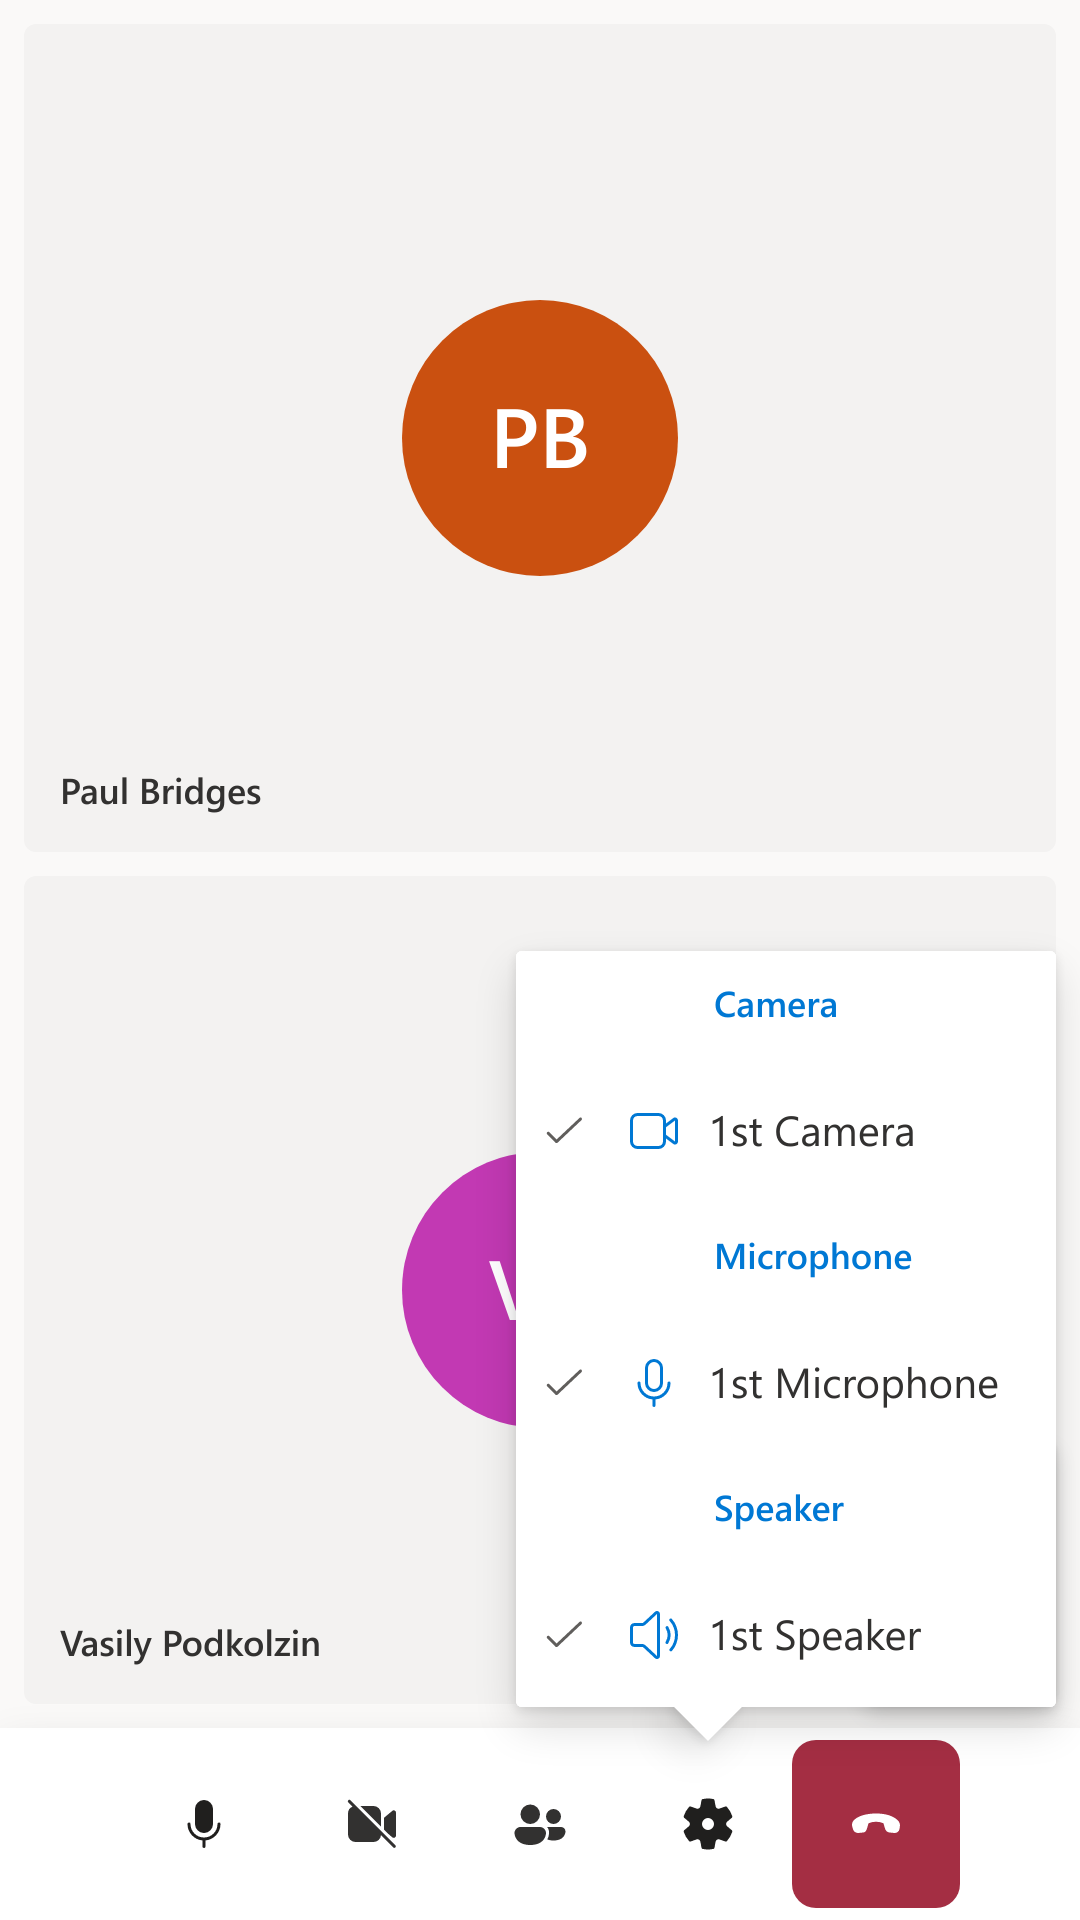 PB
Paul Bridges
Camera
1st Camera
Microphone
1st Microphone
Speaker
1st Speaker
Vasily Podkolzin